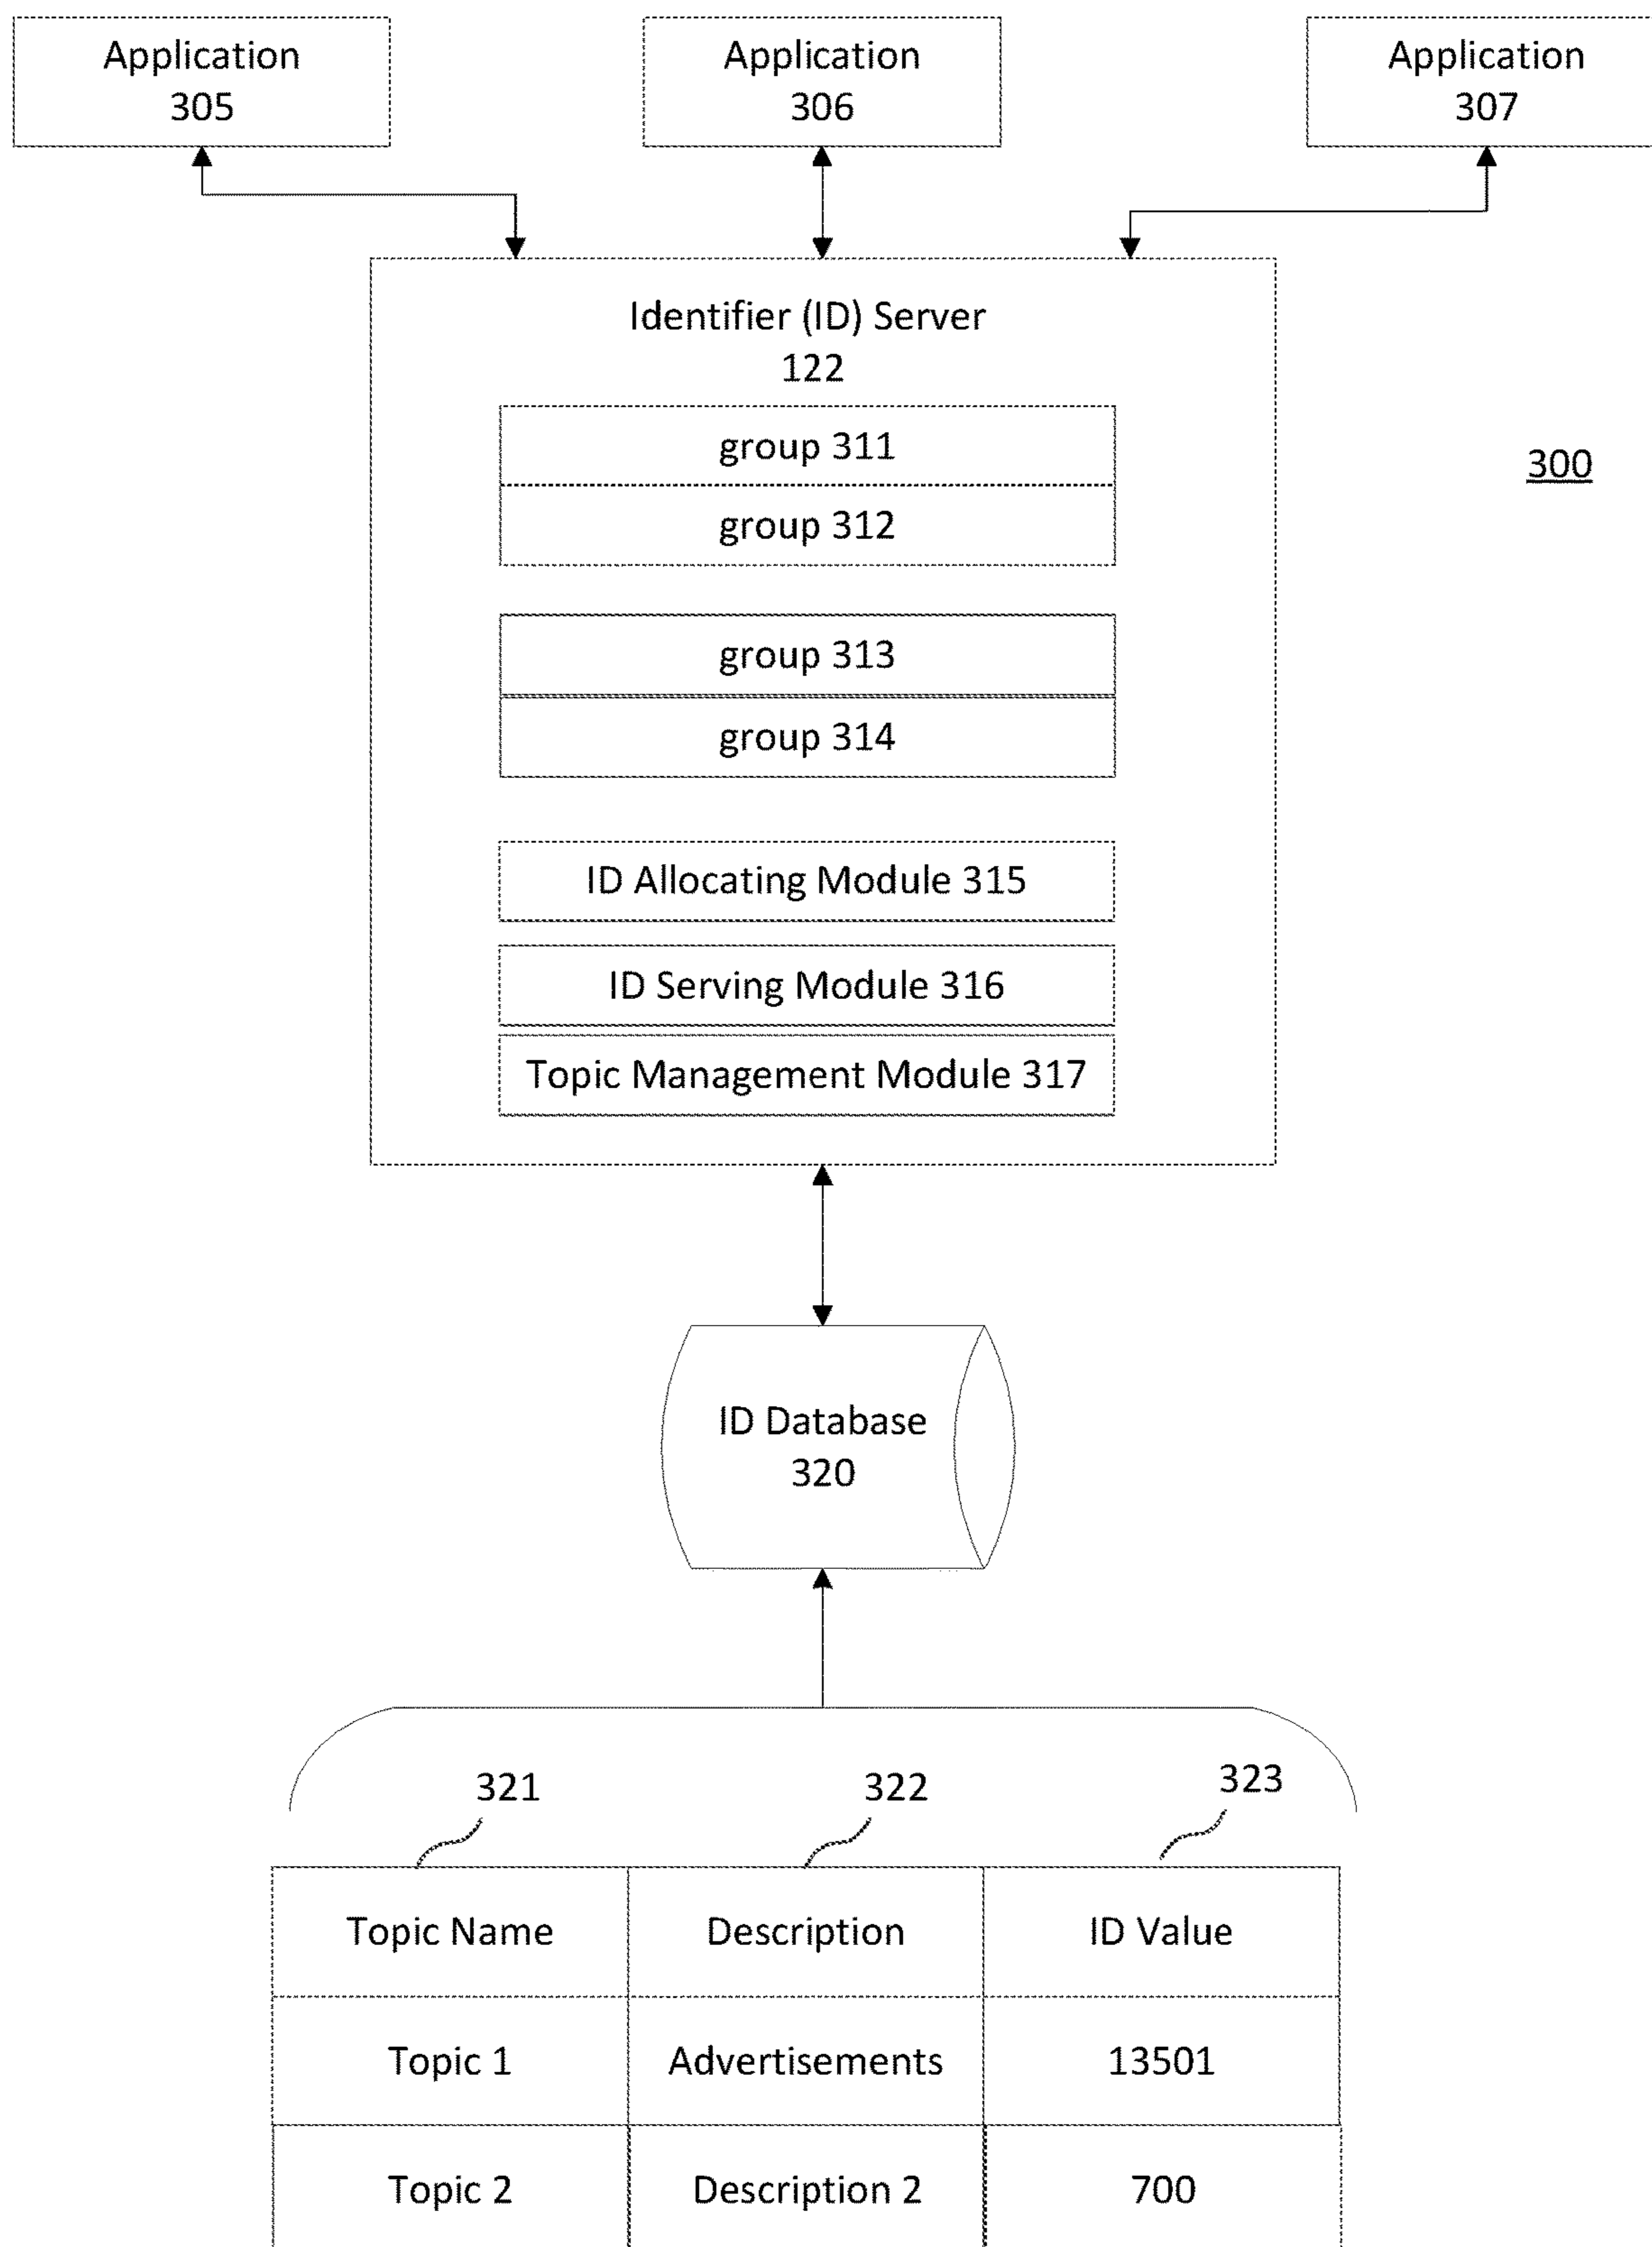 Application
305
Application
306
Application
307
Identifier (ID) Server
122
group 311
group 312
300
group 313
group 314
ID Allocating Module 315
ID Serving Module 316
Topic Management Module 317
ID Database
320
321
322
323
Topic Name
Description
ID Value
Topic 1
Advertisements
13501
Topic 2
Description 2
700